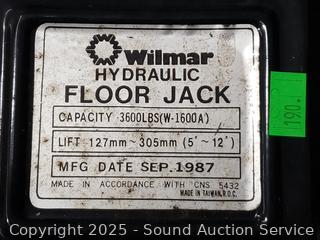 Wilmar
HYDRAULIC
FLOOR JACK
CAPACITY 3600LBS(W-1600A)
LIFT 127mm~305mm (5"~12")
MFG DATE SEP.1987
MADE IN ACCORDANCE WITH CNS 5432
MADE IN TAIWAN,R.O.C.
190.
Copyright 2025 - Sound Auction Service